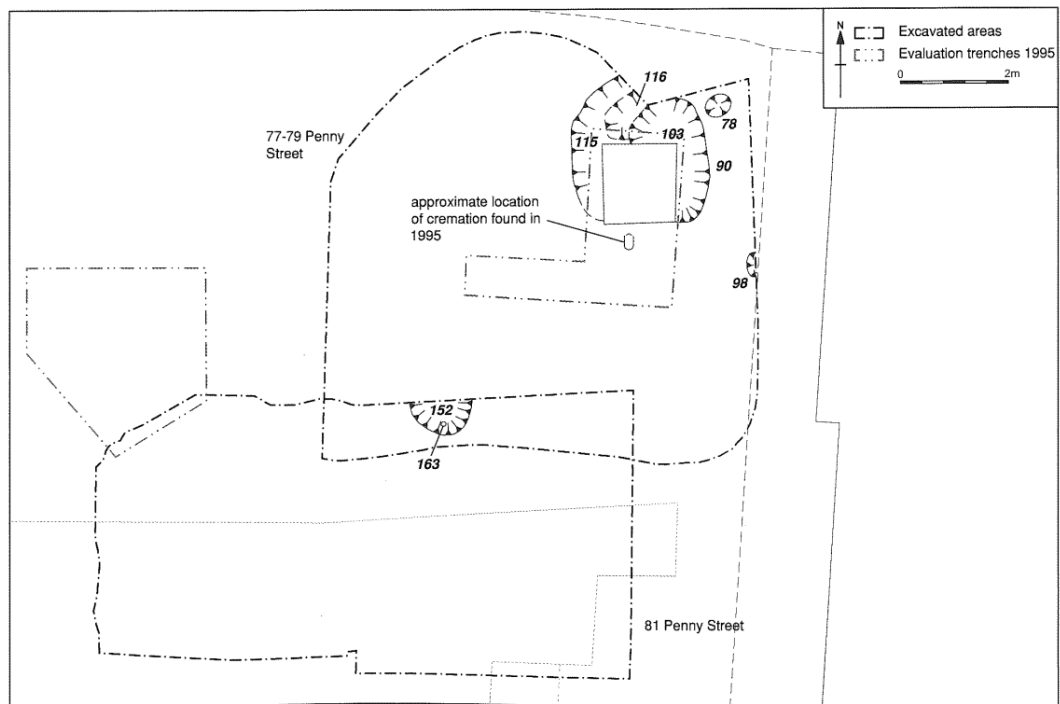 N
Excavated areas
Evaluation trenches 1995
0 2m
116
78
77-79 Penny
Street
115
103
90
approximate location
of cremation found in
1995
98
152
163
81 Penny Street